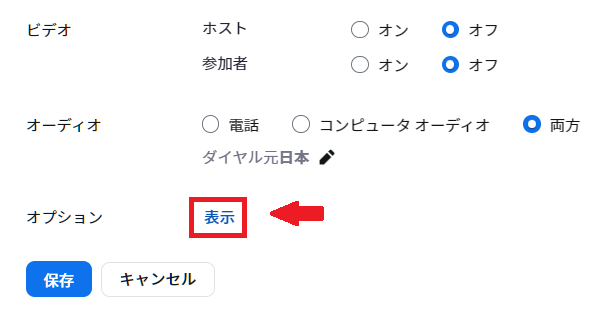 ビデオ ホスト オン オフ
参加者 オン オフ
オーディオ 電話 コンピュータ オーディオ 両方
ダイヤル元日本
オプション 表示
保存 キャンセル